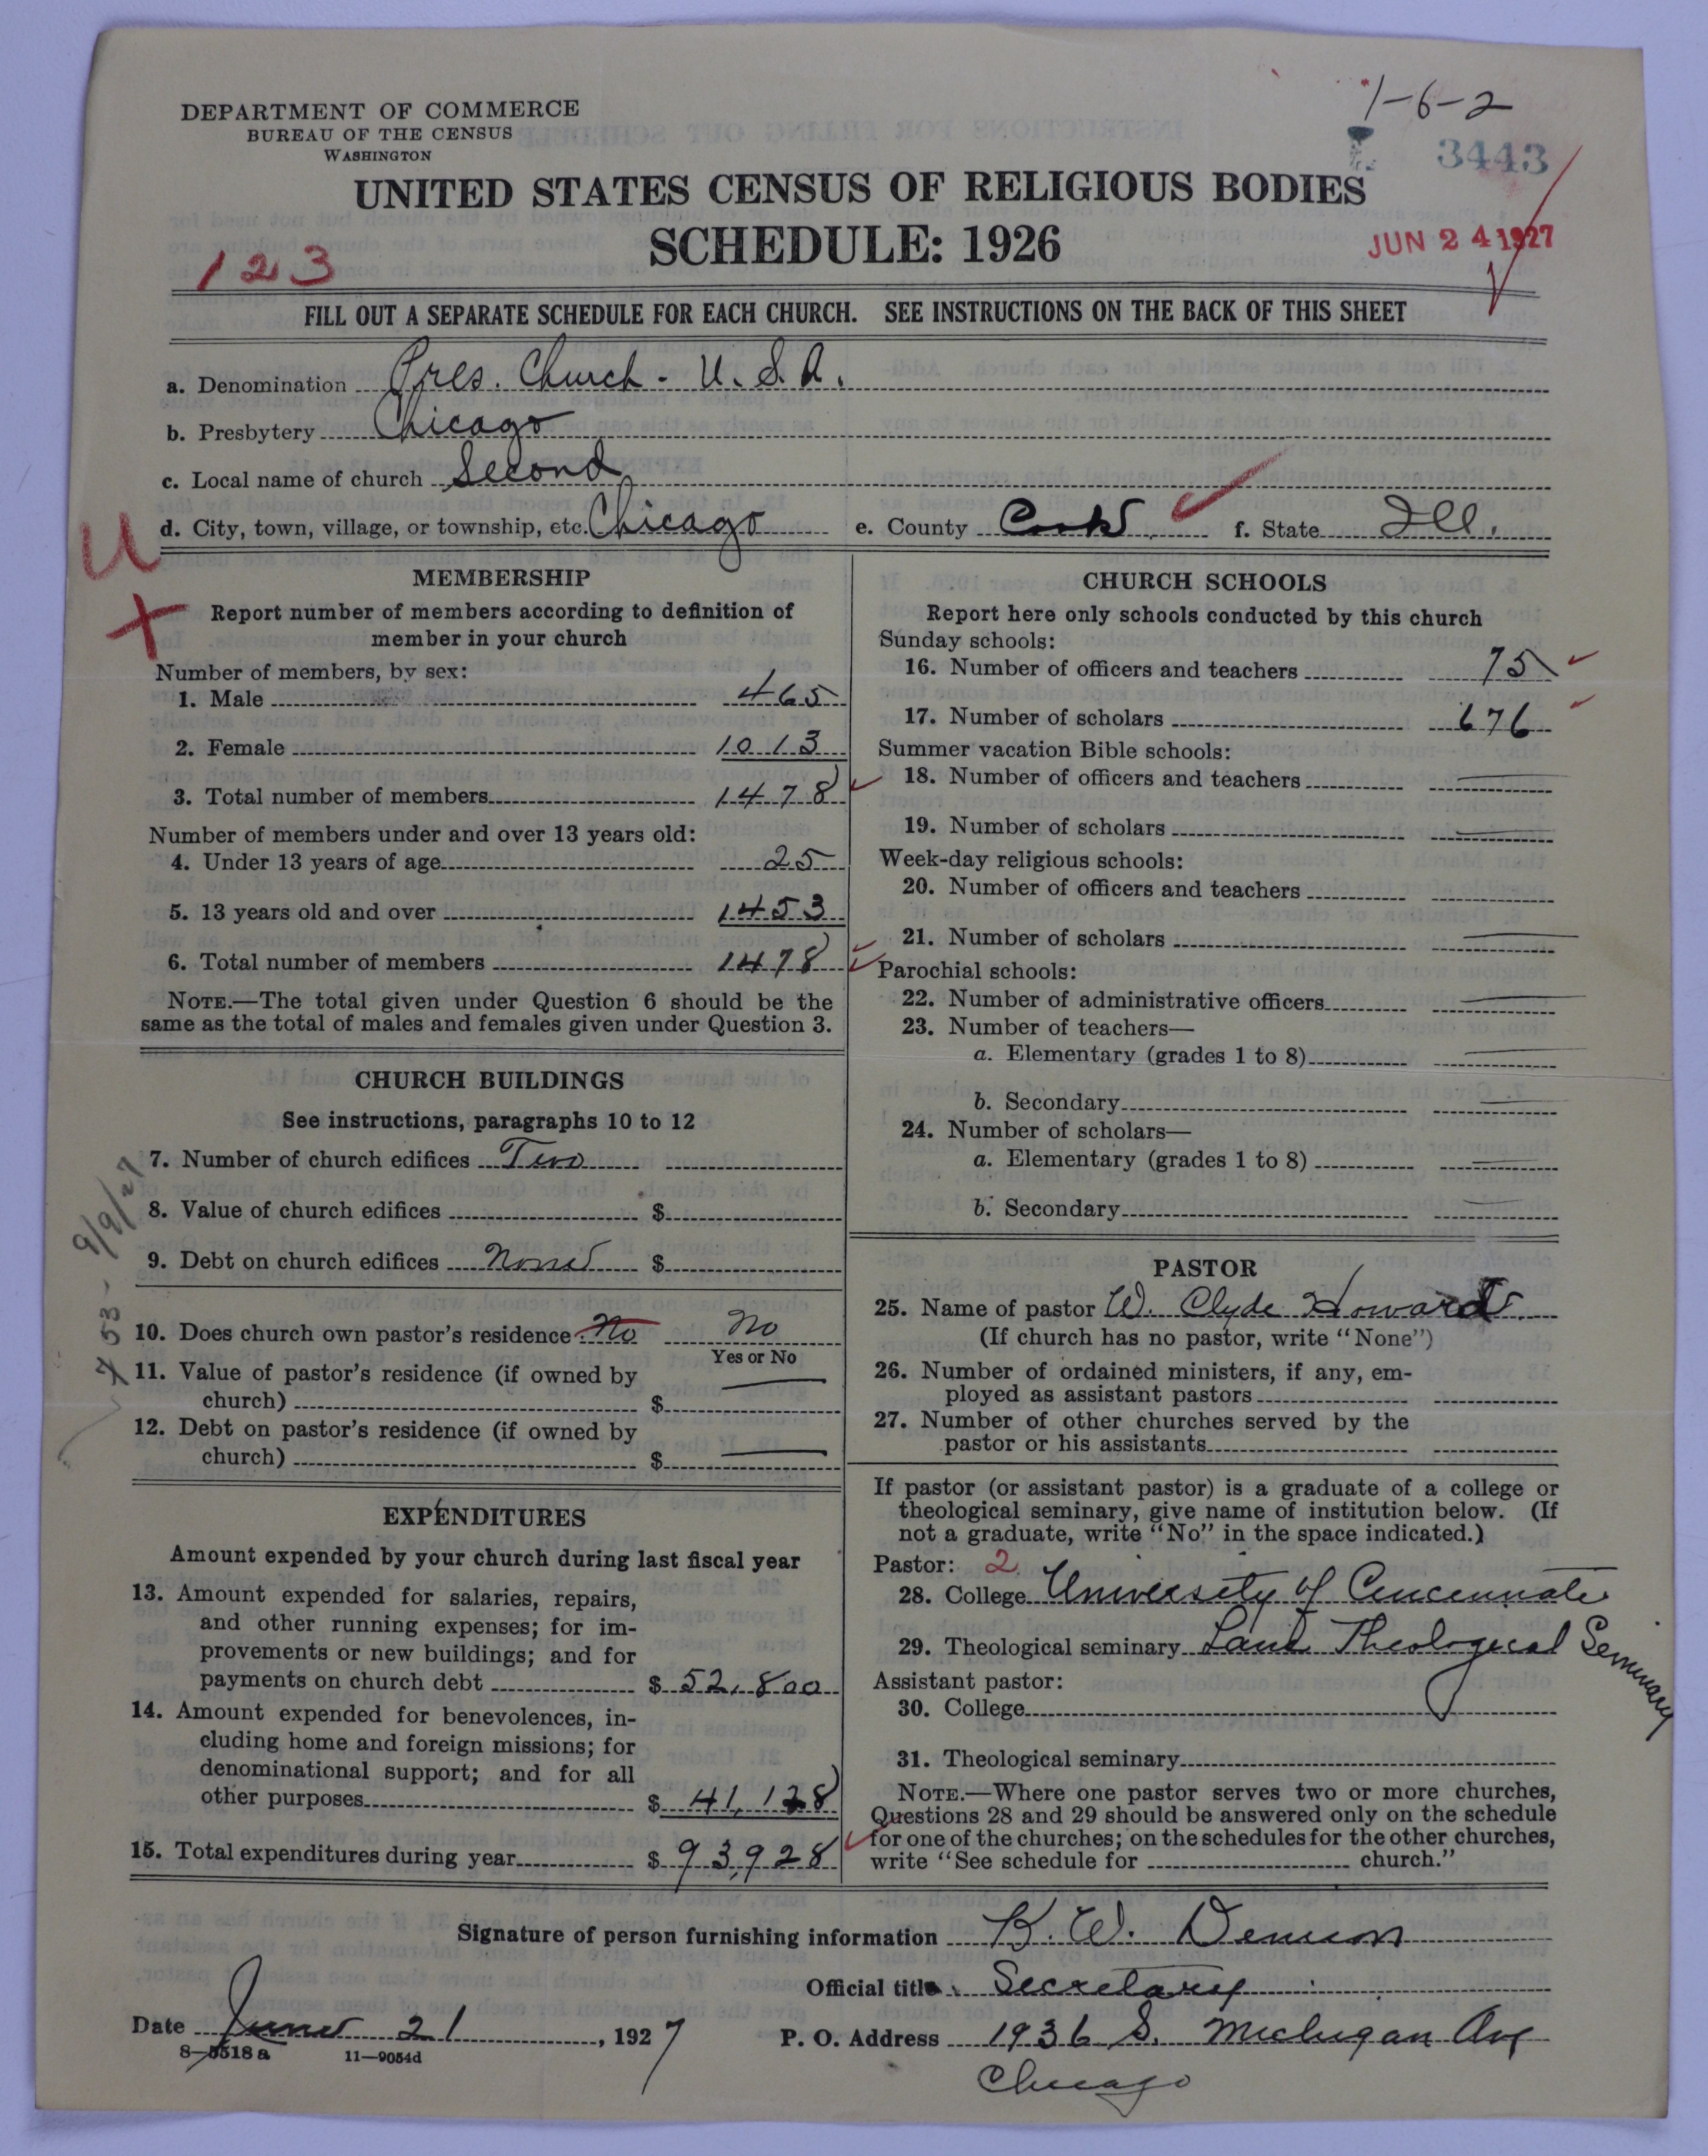 DEPARTMENT OF COMMERCE
BUREAU OF THE CENSUS
WASHINGTON
1-6-2
3443
UNITED STATES CENSUS OF RELIGIOUS BODIES
SCHEDULE: 1926
JUN 24 1927
123
FILL OUT A SEPARATE SCHEDULE FOR EACH CHURCH. SEE INSTRUCTIONS ON THE BACK OF THIS SHEET
a. Denomination Pres. Church - U.S.A.
b. Presbytery Chicago
c. Local name of church Second
d. City, town, village, or township, etc. Chicago e. County Cook f. State Ill.
U
MEMBERSHIP
Report number of members according to definition of
member in your church
Number of members, by sex:
1. Male 465
2. Female 1013
3. Total number of members 1478
Number of members under and over 13 years old:
4. Under 13 years of age 25
5. 13 years old and over 1453
6. Total number of members 1478
NOTE.—The total given under Question 6 should be the
same as the total of males and females given under Question 3.
CHURCH BUILDINGS
See instructions, paragraphs 10 to 12
7. Number of church edifices Two
8. Value of church edifices $
9. Debt on church edifices None $
10. Does church own pastor's residence No No
Yes or No
11. Value of pastor's residence (if owned by
church) $
12. Debt on pastor's residence (if owned by
church) $
9/9/27
EXPENDITURES
Amount expended by your church during last fiscal year
13. Amount expended for salaries, repairs,
and other running expenses; for im-
provements or new buildings; and for
payments on church debt $ 52,800
14. Amount expended for benevolences, in-
cluding home and foreign missions; for
denominational support; and for all
other purposes $ 41,128
15. Total expenditures during year $ 93,928
CHURCH SCHOOLS
Report here only schools conducted by this church
Sunday schools:
16. Number of officers and teachers 75
17. Number of scholars 676
Summer vacation Bible schools:
18. Number of officers and teachers
19. Number of scholars
Week-day religious schools:
20. Number of officers and teachers
21. Number of scholars
Parochial schools:
22. Number of administrative officers
23. Number of teachers—
a. Elementary (grades 1 to 8)
b. Secondary
24. Number of scholars—
a. Elementary (grades 1 to 8)
b. Secondary
PASTOR
25. Name of pastor W. Clyde Howard
(If church has no pastor, write "None")
26. Number of ordained ministers, if any, em-
ployed as assistant pastors
27. Number of other churches served by the
pastor or his assistants
If pastor (or assistant pastor) is a graduate of a college or
theological seminary, give name of institution below. (If
not a graduate, write "No" in the space indicated.)
Pastor: 2
28. College University of Cincinnati
29. Theological seminary Lane Theological Seminary
Assistant pastor:
30. College
31. Theological seminary
NOTE.—Where one pastor serves two or more churches,
Questions 28 and 29 should be answered only on the schedule
for one of the churches; on the schedules for the other churches,
write "See schedule for church."
Signature of person furnishing information K. W. Denison
Official title Secretary
Date June 21, 1927 P. O. Address 1936 S. Michigan Ave
Chicago
8—5518 a 11—9054d